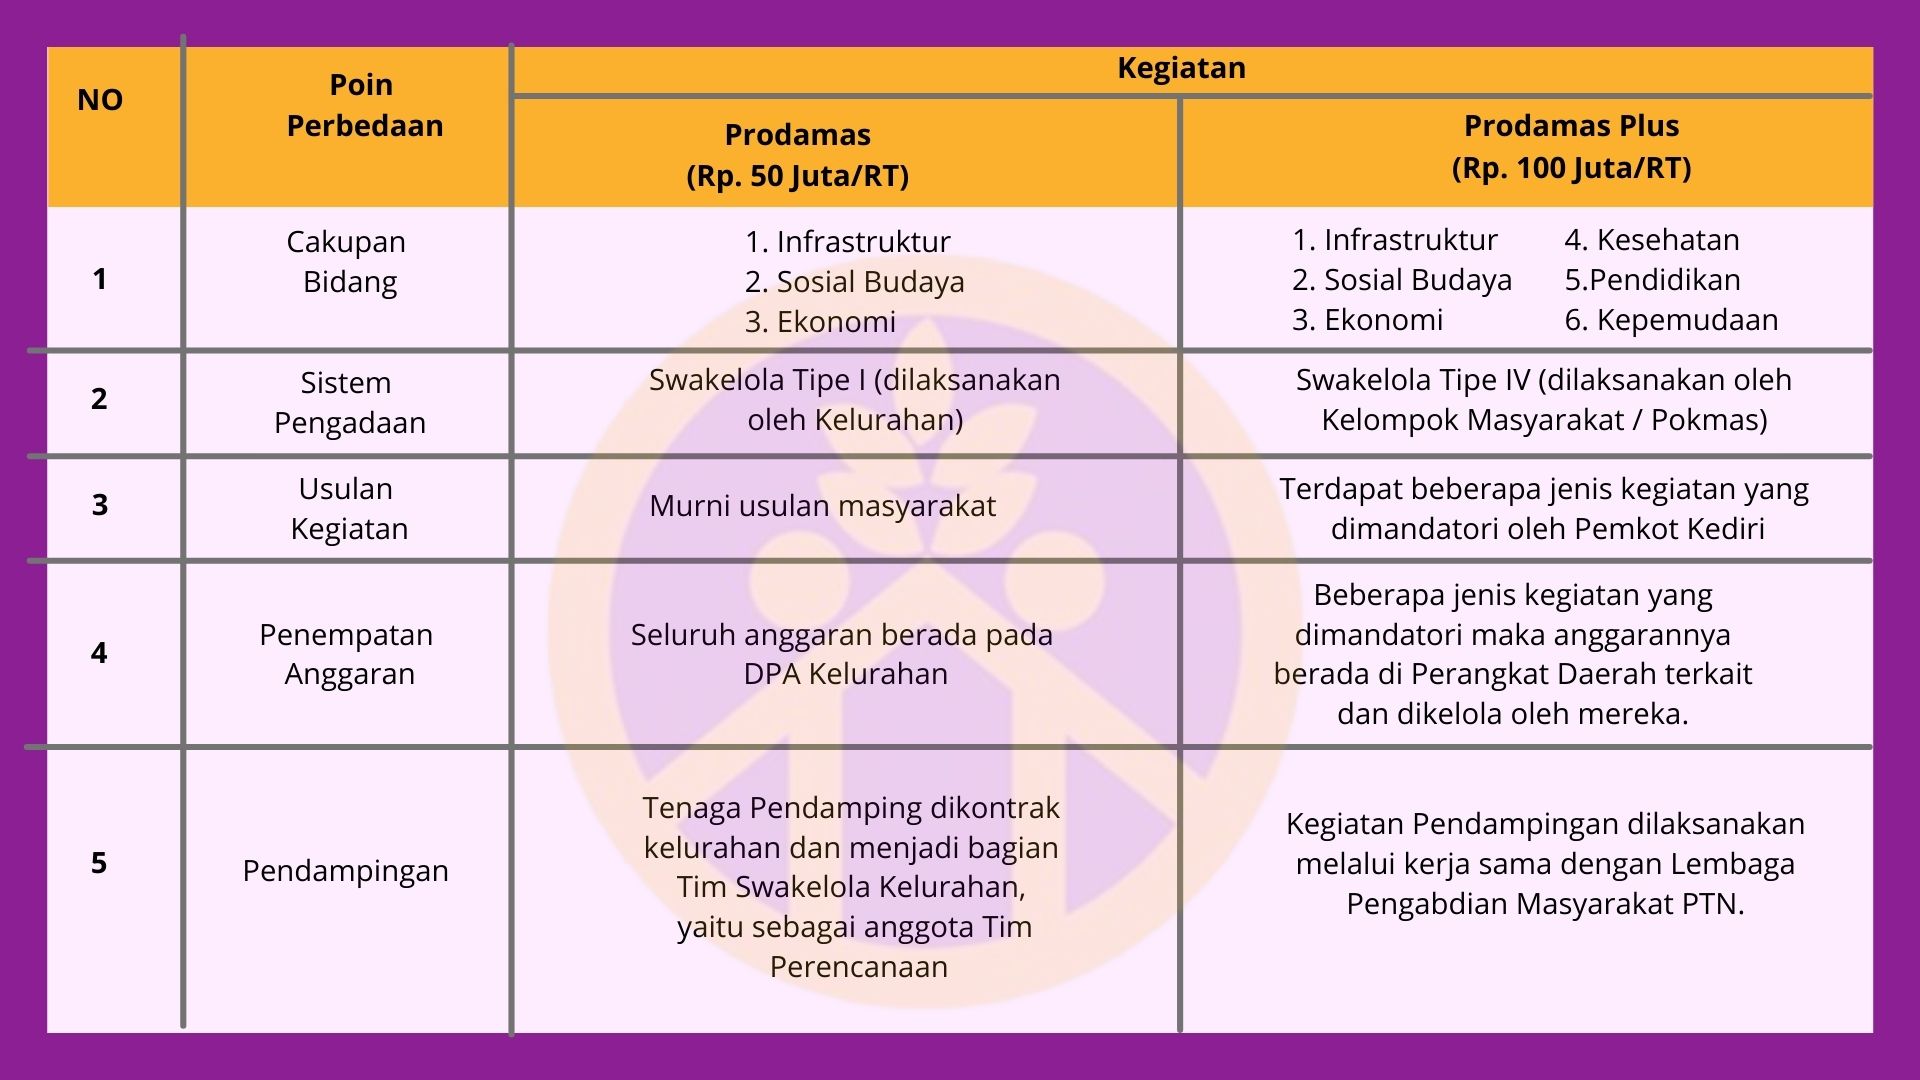 NO
Poin
Perbedaan
Kegiatan
Prodamas
(Rp. 50 Juta/RT)
Prodamas Plus
(Rp. 100 Juta/RT)
1
Cakupan
Bidang
1. Infrastruktur
2. Sosial Budaya
3. Ekonomi
1. Infrastruktur
2. Sosial Budaya
3. Ekonomi
4. Kesehatan
5.Pendidikan
6. Kepemudaan
2
Sistem
Pengadaan
Swakelola Tipe I (dilaksanakan
oleh Kelurahan)
Swakelola Tipe IV (dilaksanakan oleh
Kelompok Masyarakat / Pokmas)
3
Usulan
Kegiatan
Murni usulan masyarakat
Terdapat beberapa jenis kegiatan yang
dimandatori oleh Pemkot Kediri
4
Penempatan
Anggaran
Seluruh anggaran berada pada
DPA Kelurahan
Beberapa jenis kegiatan yang
dimandatori maka anggarannya
berada di Perangkat Daerah terkait
dan dikelola oleh mereka.
5
Pendampingan
Tenaga Pendamping dikontrak
kelurahan dan menjadi bagian
Tim Swakelola Kelurahan,
yaitu sebagai anggota Tim
Perencanaan
Kegiatan Pendampingan dilaksanakan
melalui kerja sama dengan Lembaga
Pengabdian Masyarakat PTN.